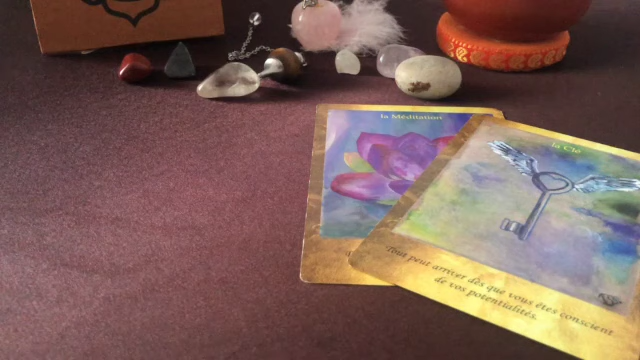 la Méditation
la Clé
Tout peut arriver dès que vous êtes conscient
de vos potentialités.